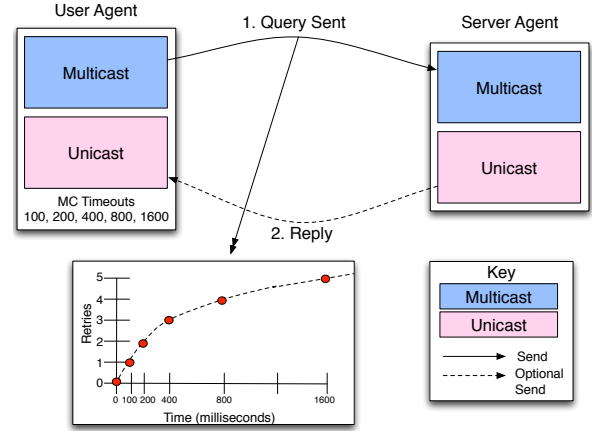 User Agent
1. Query Sent
Server Agent
Multicast
Multicast
Unicast
Unicast
MC Timeouts
100, 200, 400, 800, 1600
2. Reply
5
4
3
2
1
0
Retries
0 100 200 400 800 1600
Time (milliseconds)
Key
Multicast
Unicast
Send
Optional
Send